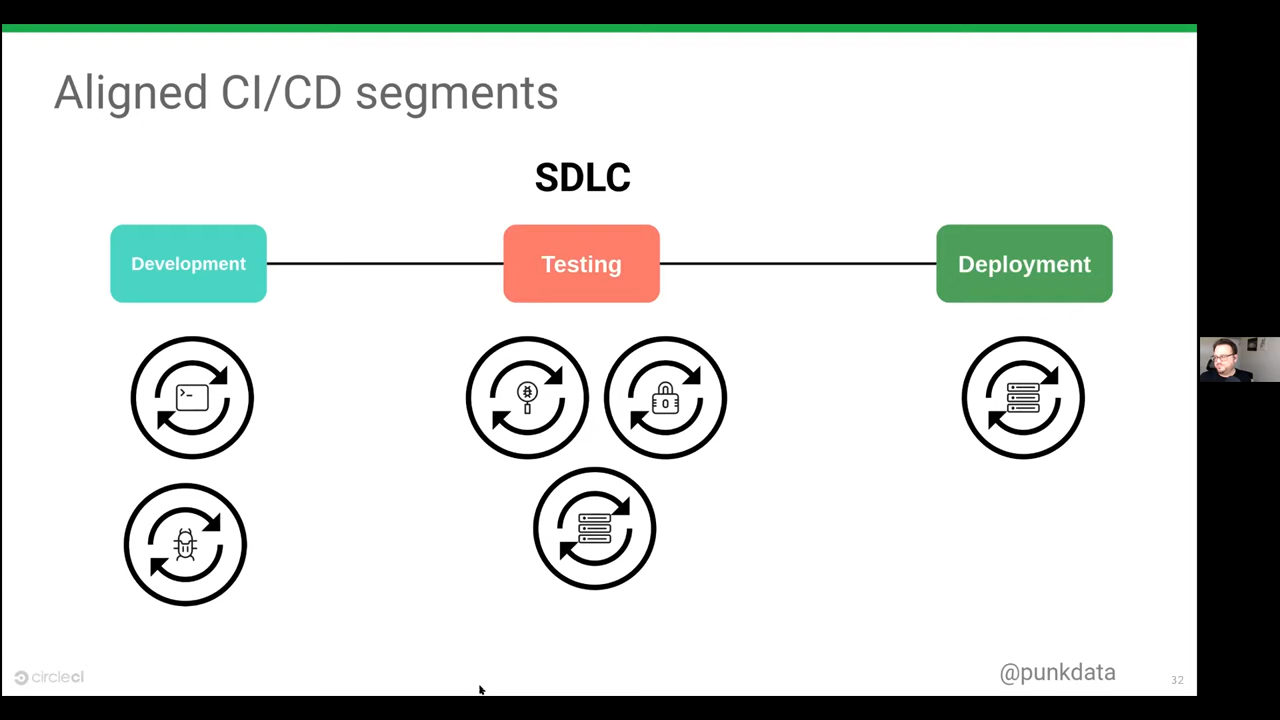 Aligned CI/CD segments
SDLC
Development
Testing
Deployment
circleci
@punkdata
32